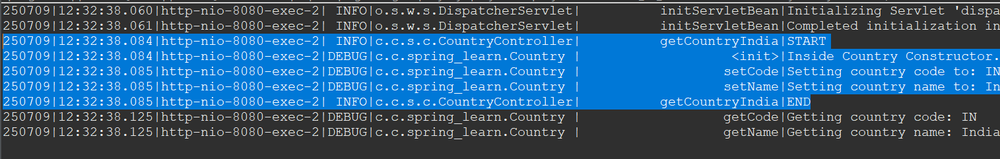 250709|12:32:38.060|http-nio-8080-exec-2| INFO|o.s.w.s.DispatcherServlet|           initServletBean|Initializing Servlet 'dispa
250709|12:32:38.061|http-nio-8080-exec-2| INFO|o.s.w.s.DispatcherServlet|           initServletBean|Completed initialization in
250709|12:32:38.084|http-nio-8080-exec-2| INFO|c.c.s.c.CountryController|           getCountryIndia|START
250709|12:32:38.084|http-nio-8080-exec-2|DEBUG|c.c.spring_learn.Country |                    <init>|Inside Country Constructor.
250709|12:32:38.085|http-nio-8080-exec-2|DEBUG|c.c.spring_learn.Country |                   setCode|Setting country code to: IN
250709|12:32:38.085|http-nio-8080-exec-2|DEBUG|c.c.spring_learn.Country |                   setName|Setting country name to: In
250709|12:32:38.085|http-nio-8080-exec-2| INFO|c.c.s.c.CountryController|           getCountryIndia|END
250709|12:32:38.125|http-nio-8080-exec-2|DEBUG|c.c.spring_learn.Country |                   getCode|Getting country code: IN
250709|12:32:38.125|http-nio-8080-exec-2|DEBUG|c.c.spring_learn.Country |                   getName|Getting country name: India